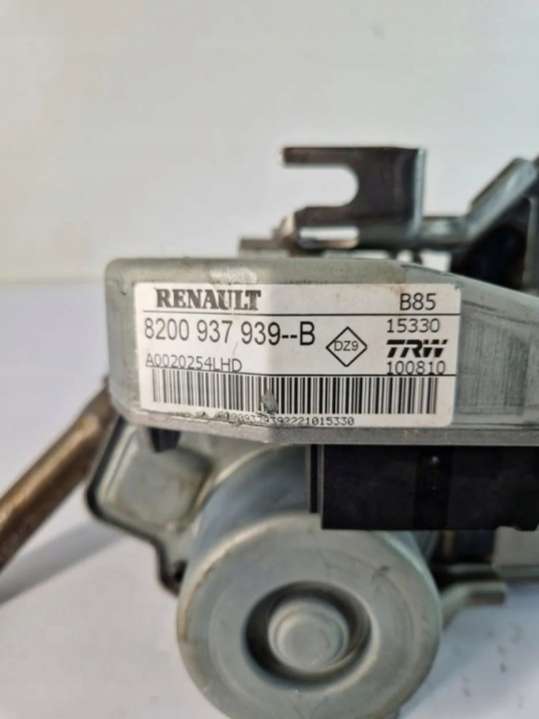 RENAULT B85
8200 937 939--B DZ9 15330
TRW
A0020254LHD 100810